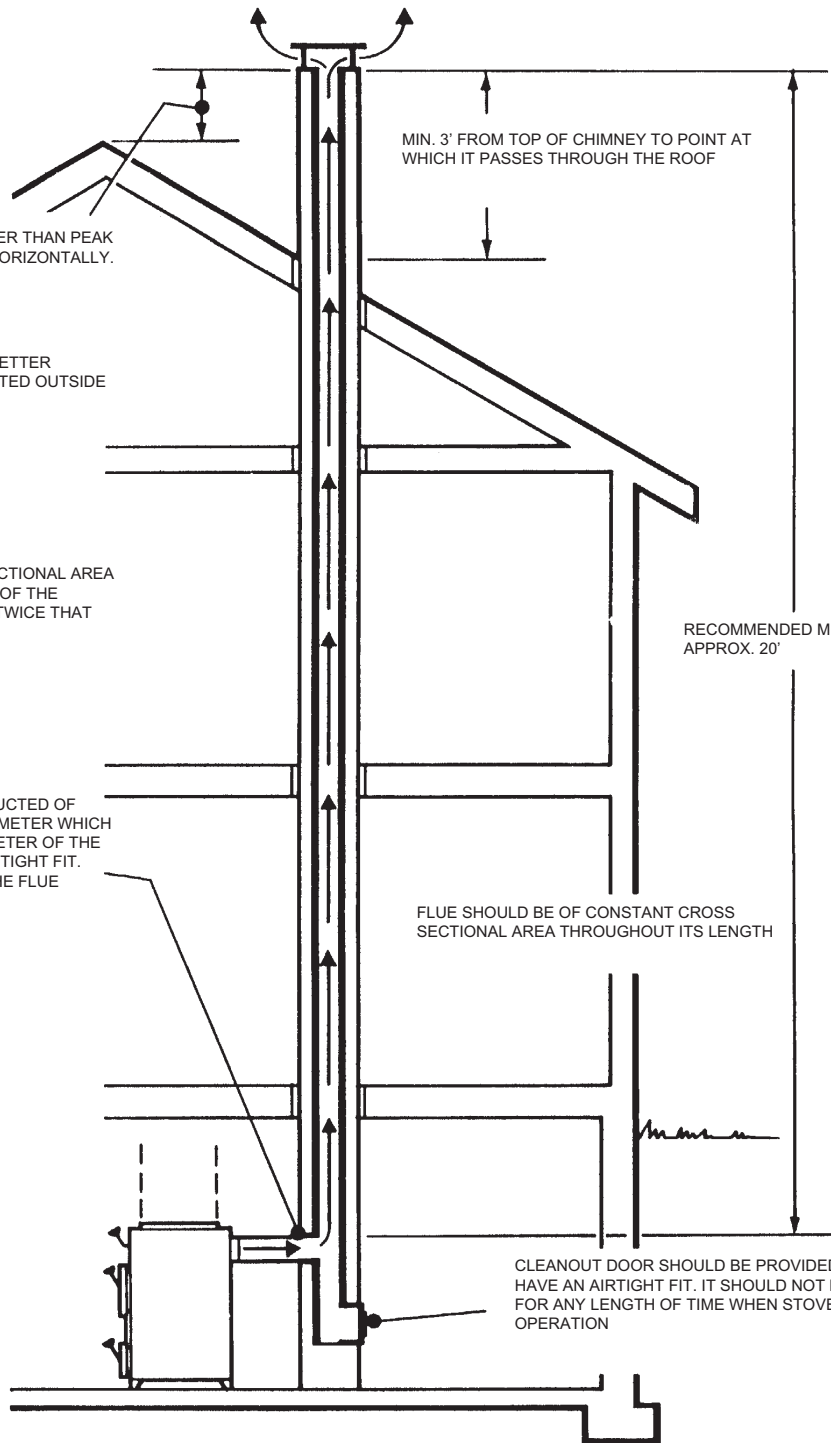 MIN. 3' FROM TOP OF CHIMNEY TO POINT AT
WHICH IT PASSES THROUGH THE ROOF
ER THAN PEAK
ORIZONTALLY.
ETTER
TED OUTSIDE
CTIONAL AREA
OF THE
TWICE THAT
RECOMMENDED M
APPROX. 20'
UCTED OF
METER WHICH
ETER OF THE
RTIGHT FIT.
HE FLUE
FLUE SHOULD BE OF CONSTANT CROSS
SECTIONAL AREA THROUGHOUT ITS LENGTH
CLEANOUT DOOR SHOULD BE PROVIDED
HAVE AN AIRTIGHT FIT. IT SHOULD NOT
FOR ANY LENGTH OF TIME WHEN STOVE
OPERATION